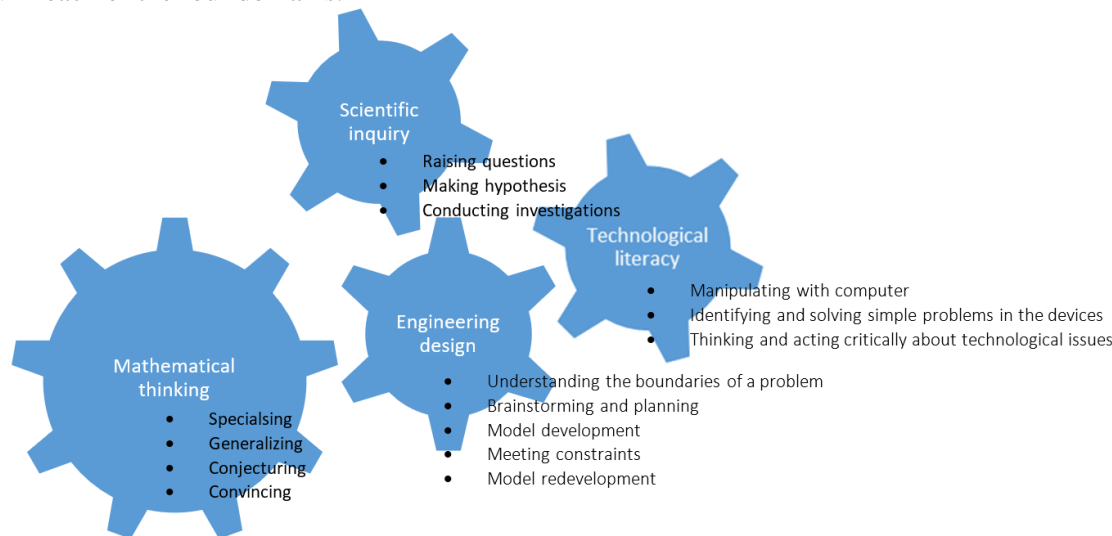 Scientific
inquiry
• Raising questions
• Making hypothesis
• Conducting investigations
Technological
literacy
• Manipulating with computer
• Identifying and solving simple problems in the devices
• Thinking and acting critically about technological issues
Engineering
design
• Understanding the boundaries of a problem
• Brainstorming and planning
• Model development
• Meeting constraints
• Model redevelopment
Mathematical
thinking
• Specialsing
• Generalizing
• Conjecturing
• Convincing